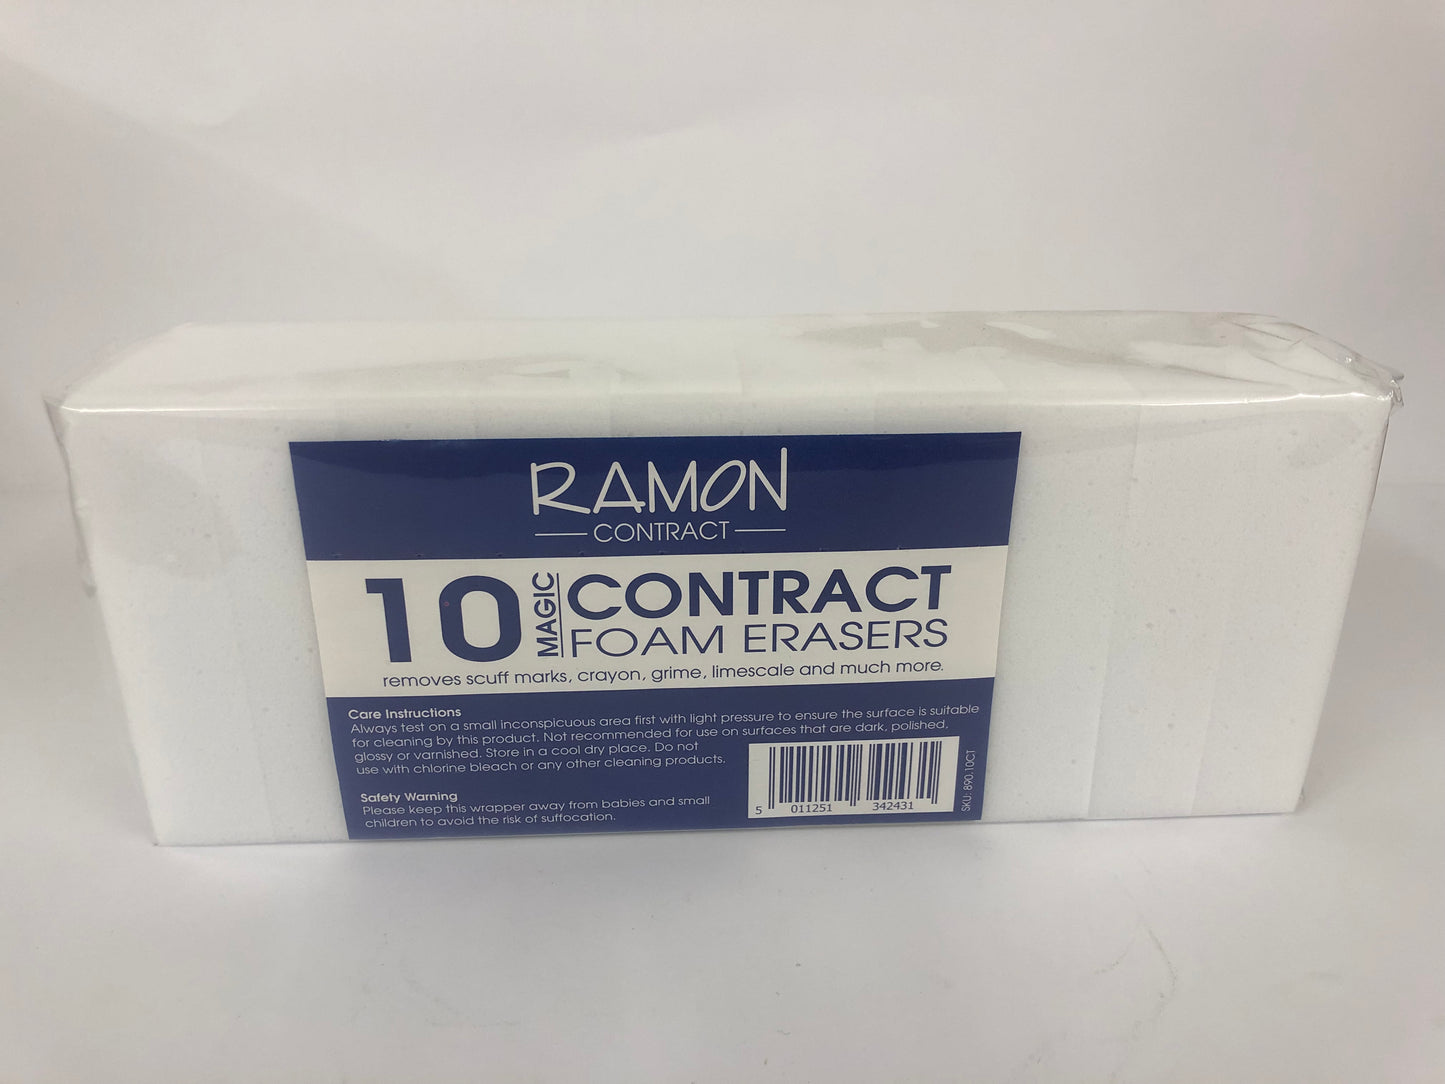 RAMON
CONTRACT
10 MAGIC CONTRACT
FOAM ERASERS
removes scuff marks, crayon, grime, limescale and much more.
Care Instructions
Always test on a small inconspicuous area first with light pressure to ensure the surface is suitable
for cleaning by this product. Not recommended for use on surfaces that are dark, polished,
glossy or varnished. Store in a cool dry place. Do not
use with chlorine bleach or any other cleaning products.
Safety Warning
Please keep this wrapper away from babies and small
children to avoid the risk of suffocation.
5 011251 342431
SKU: 890.10CT